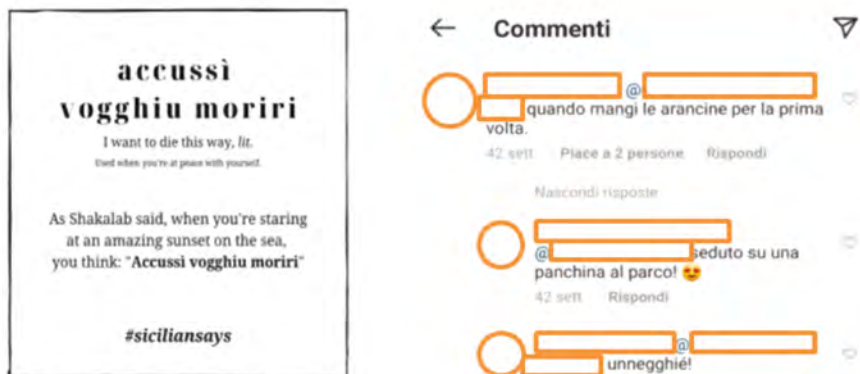 accussì
vogghiu moriri
I want to die this way, lit.
Used when you're at peace with yourself.
As Shakalab said, when you're staring
at an amazing sunset on the sea,
you think: "Accussì vogghiu moriri"
#siciliansays
Commenti
@
quando mangi le arancine per la prima
volta.
42 sett Piace a 2 persone Rispondi
Nascondi risposte
@ seduto su una
panchina al parco! 😍
42 sett Rispondi
@
unnegghié!